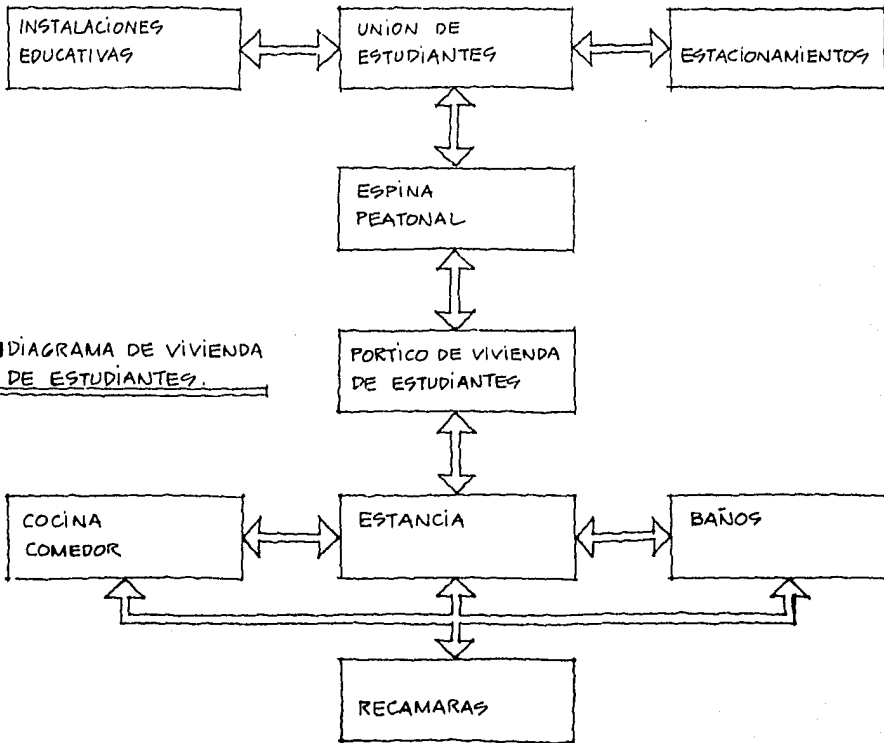 INSTALACIONES
EDUCATIVAS
UNION DE
ESTUDIANTES
ESTACIONAMIENTOS
ESPINA
PEATONAL
DIAGRAMA DE VIVIENDA
DE ESTUDIANTES.
PORTICO DE VIVIENDA
DE ESTUDIANTES
COCINA
COMEDOR
ESTANCIA
BAÑOS
RECAMARAS